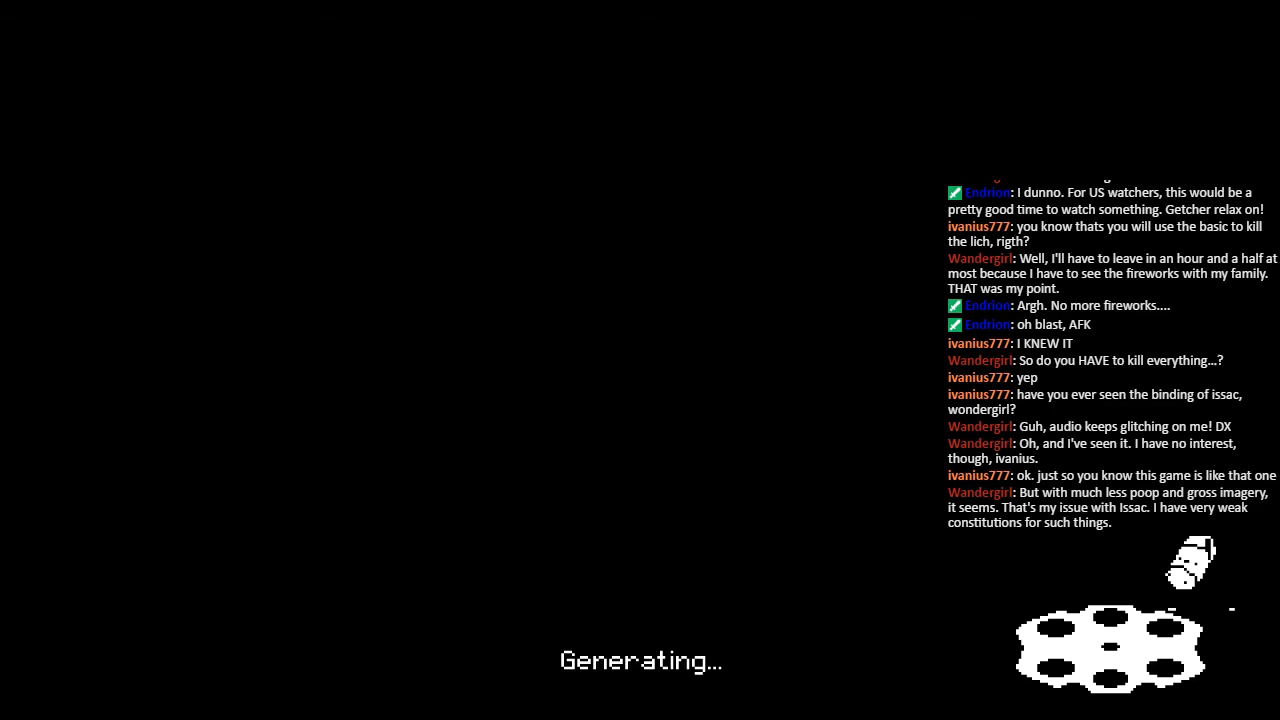 Endrion: I dunno. For US watchers, this would be a
pretty good time to watch something. Getcher relax on!
ivanius777: you know thats you will use the basic to kill
the lich, rigth?
Wandergirl: Well, I'll have to leave in an hour and a half at
most because I have to see the fireworks with my family.
THAT was my point.
Endrion: Argh. No more fireworks....
Endrion: oh blast, AFK
ivanius777: I KNEW IT
Wandergirl: So do you HAVE to kill everything...?
ivanius777: yep
ivanius777: have you ever seen the binding of issac,
wondergirl?
Wandergirl: Guh, audio keeps glitching on me! DX
Wandergirl: Oh, and I've seen it. I have no interest,
though, ivanius.
ivanius777: ok. just so you know this game is like that one
Wandergirl: But with much less poop and gross imagery,
it seems. That's my issue with Issac. I have very weak
constitutions for such things.
Generating...